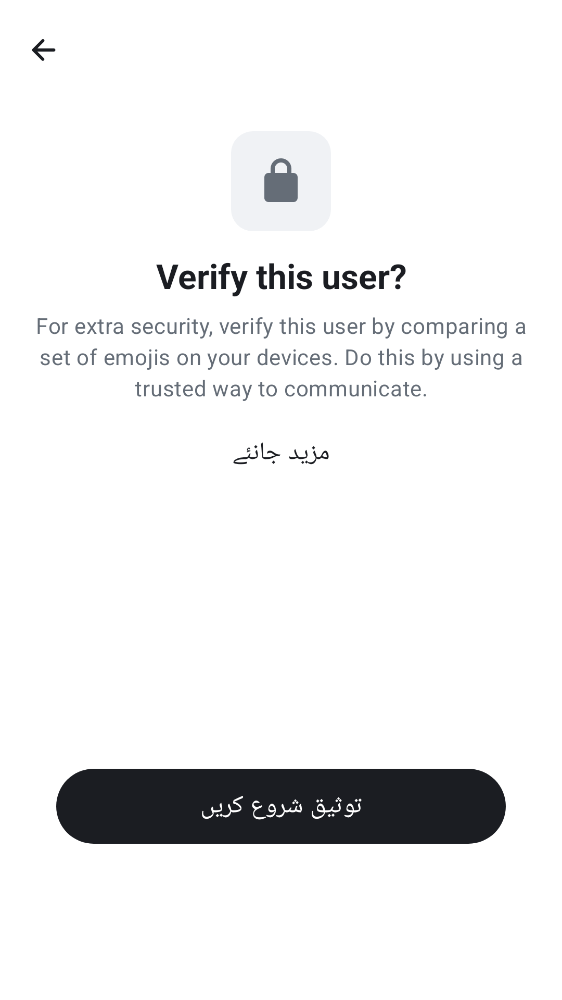 Verify this user?
For extra security, verify this user by comparing a
set of emojis on your devices. Do this by using a
trusted way to communicate.
مزید جانئے
توثیق شروع کریں